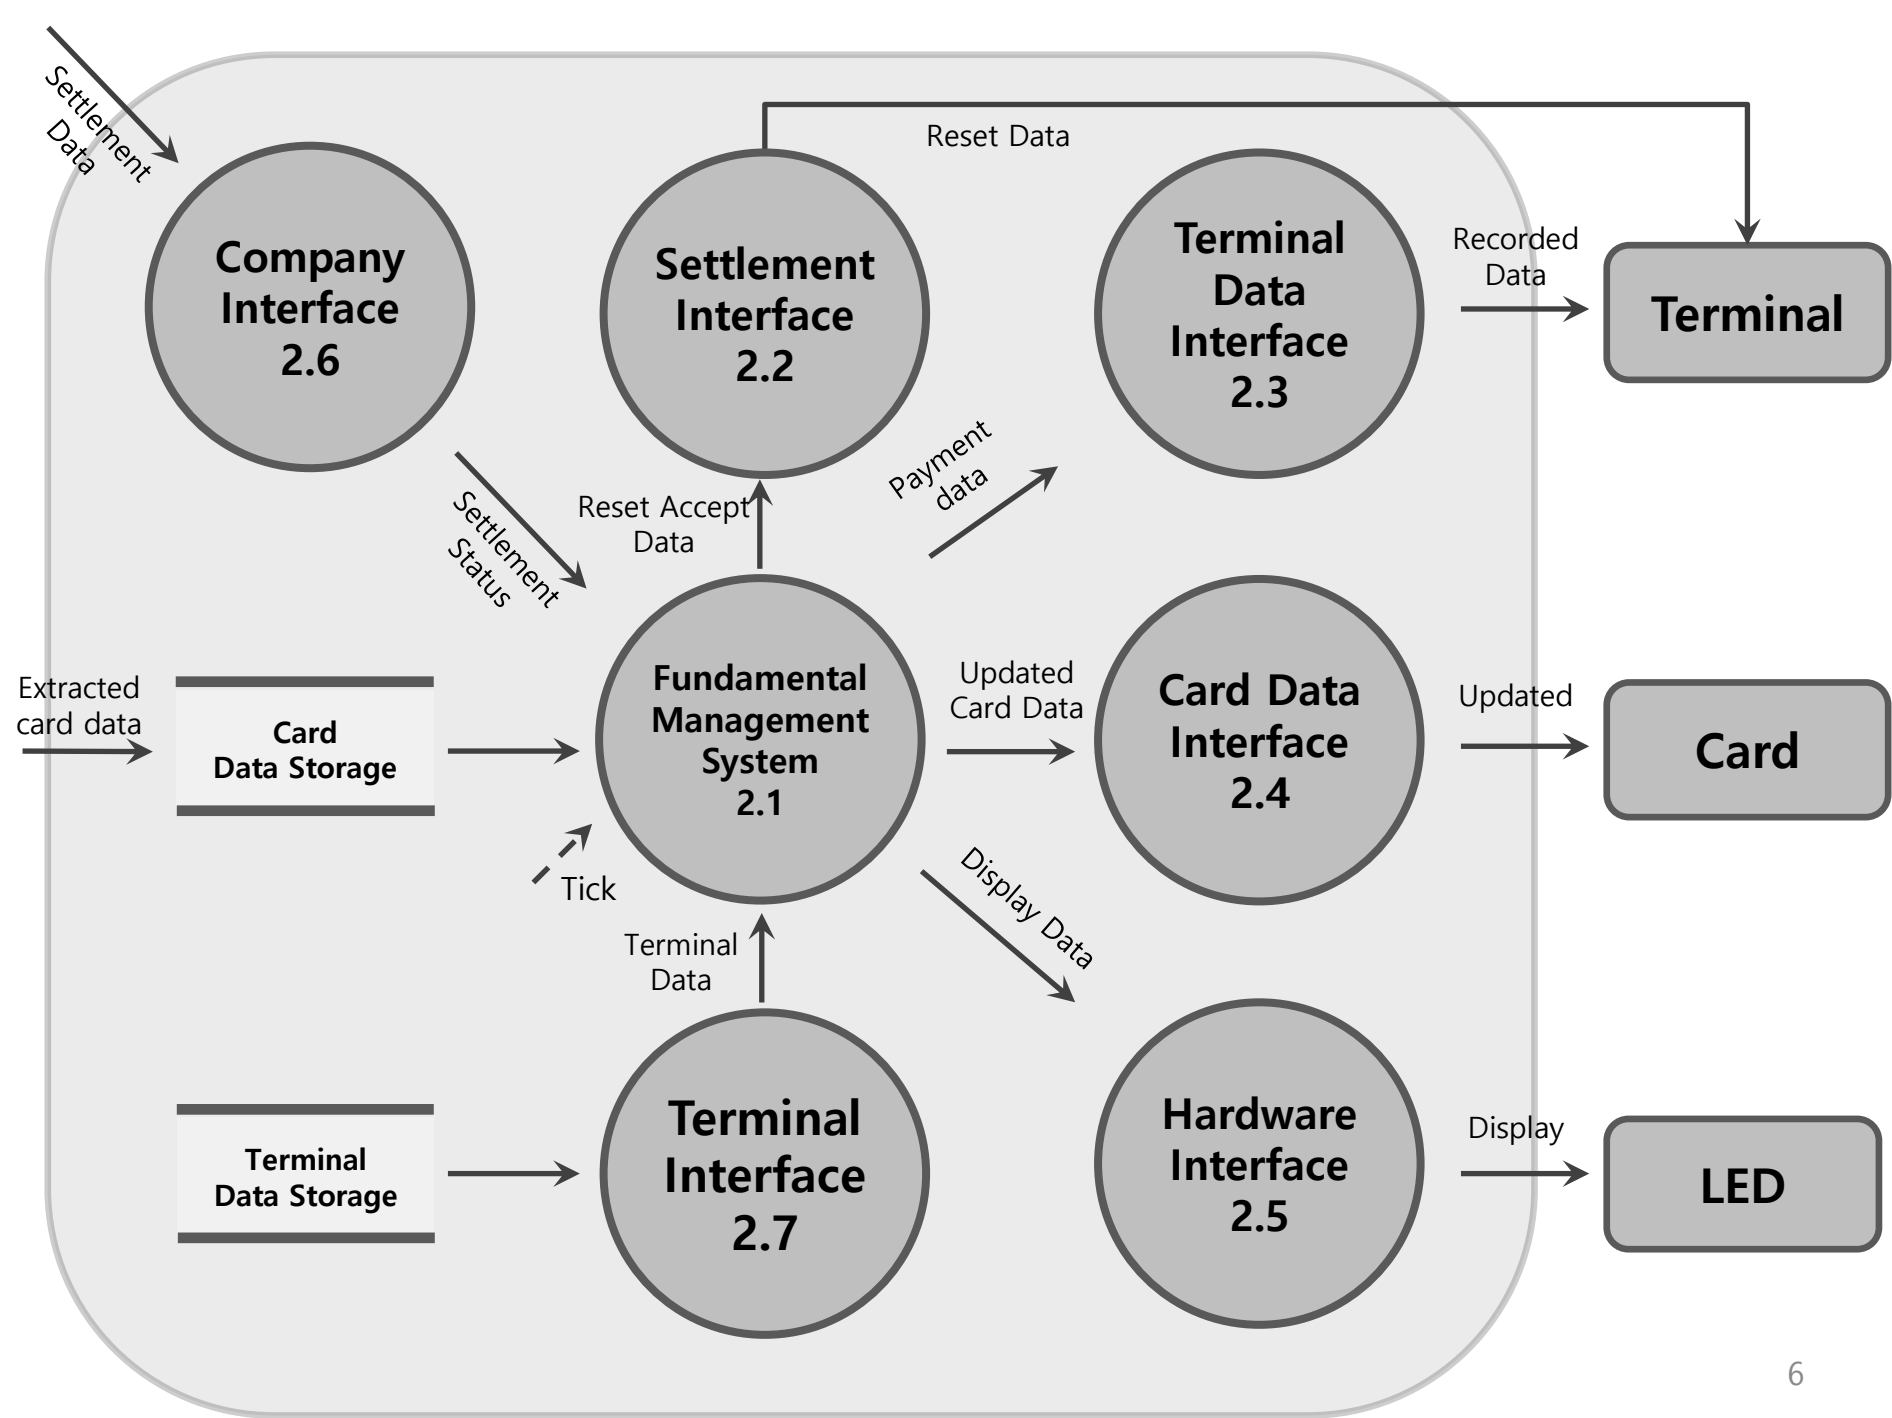 Settlement
Data
Reset Data
Company
Interface
2.6
Settlement
Interface
2.2
Terminal
Data
Interface
2.3
Recorded
Data
Terminal
Settlement
Status
Reset Accept
Data
Payment
data
Extracted
card data
Card
Data Storage
Fundamental
Management
System
2.1
Updated
Card Data
Card Data
Interface
2.4
Updated
Card
Tick
Terminal
Data
Display Data
Terminal
Data Storage
Terminal
Interface
2.7
Hardware
Interface
2.5
Display
LED
6